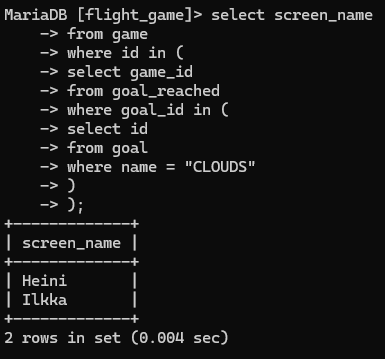 MariaDB [flight_game]> select screen_name
    -> from game
    -> where id in (
    -> select game_id
    -> from goal_reached
    -> where goal_id in (
    -> select id
    -> from goal
    -> where name = "CLOUDS"
    -> )
    -> );
+-------------+
| screen_name |
+-------------+
| Heini       |
| Ilkka       |
+-------------+
2 rows in set (0.004 sec)